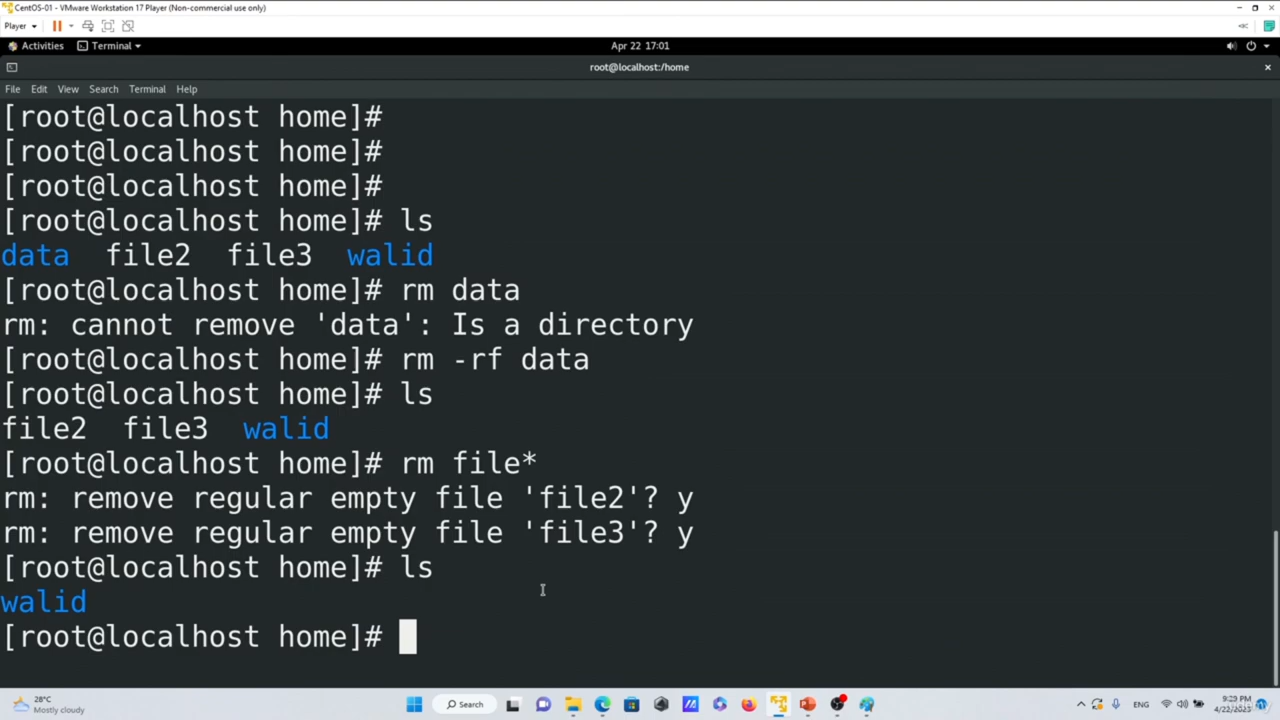 CentOS-01 - VMware Workstation 17 Player (Non-commercial use only)
Player
Activities Terminal Apr 22 17:01
root@localhost:/home
File Edit View Search Terminal Help
[root@localhost home]#
[root@localhost home]#
[root@localhost home]#
[root@localhost home]# ls
data file2 file3 walid
[root@localhost home]# rm data
rm: cannot remove 'data': Is a directory
[root@localhost home]# rm -rf data
[root@localhost home]# ls
file2 file3 walid
[root@localhost home]# rm file*
rm: remove regular empty file 'file2'? y
rm: remove regular empty file 'file3'? y
[root@localhost home]# ls
walid
[root@localhost home]#
28°C
Mostly cloudy
Search
ENG
9:29 PM